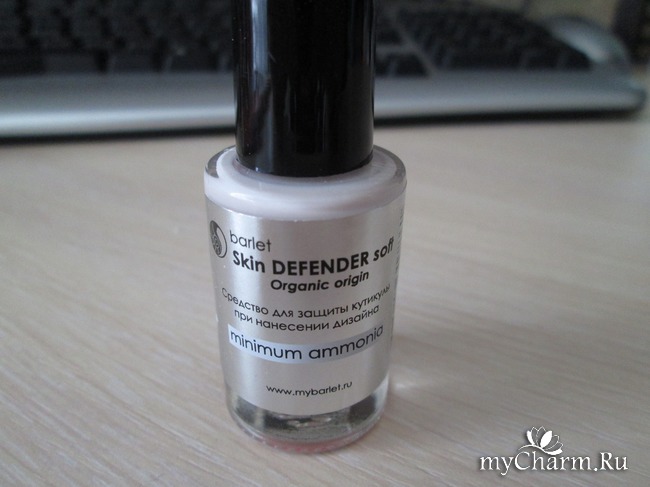 barlet
Skin DEFENDER soft
Organic origin
Средство для защиты кутикулы
при нанесении дизайна
minimum ammonia
www.mybarlet.ru
myCharm.Ru